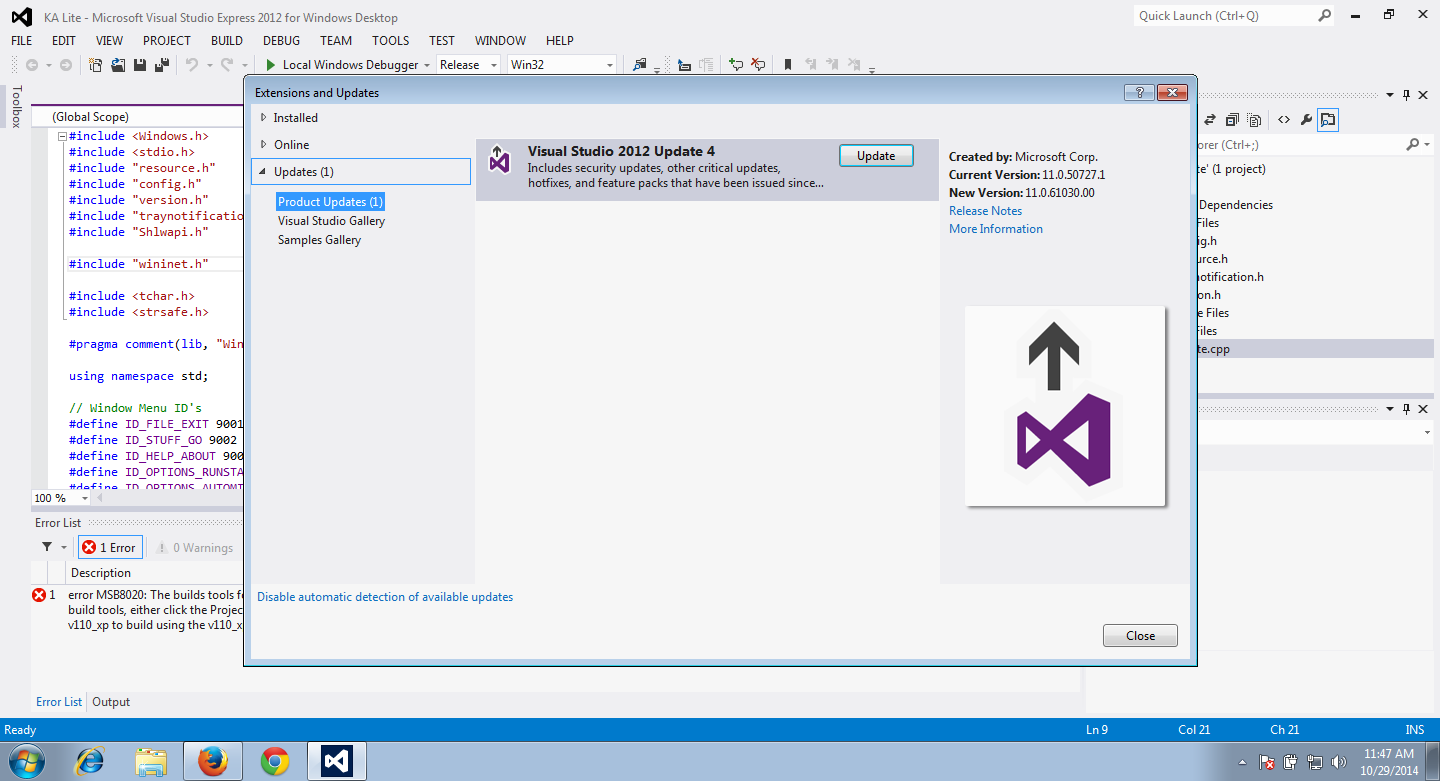 KA Lite - Microsoft Visual Studio Express 2012 for Windows Desktop
Quick Launch (Ctrl+Q)
FILE EDIT VIEW PROJECT BUILD DEBUG TEAM TOOLS TEST WINDOW HELP
Local Windows Debugger Release Win32
Toolbox
(Global Scope)
#include <Windows.h>
#include <stdio.h>
#include "resource.h"
#include "config.h"
#include "version.h"
#include "traynotificatio
#include "Shlwapi.h"
#include "wininet.h"
#include <tchar.h>
#include <strsafe.h>
#pragma comment(lib, "Win
using namespace std;
// Window Menu ID's
#define ID_FILE_EXIT 9001
#define ID_STUFF_GO 9002
#define ID_HELP_ABOUT 900
#define ID_OPTIONS_RUNSTA
#define ID_OPTIONS_AUTOMI
100 %
Extensions and Updates
?
Installed
Online
Updates (1)
Product Updates (1)
Visual Studio Gallery
Samples Gallery
Visual Studio 2012 Update 4
Includes security updates, other critical updates,
hotfixes, and feature packs that have been issued since...
Update
Created by: Microsoft Corp.
Current Version: 11.0.50727.1
New Version: 11.0.61030.00
Release Notes
More Information
Disable automatic detection of available updates
Close
orer (Ctrl+;)
te' (1 project)
Dependencies
Files
ig.h
urce.h
notification.h
on.h
e Files
Files
te.cpp
Error List
1 Error 0 Warnings
Description
1 error MSB8020: The builds tools f
build tools, either click the Projec
v110_xp to build using the v110_x
Error List Output
Ready Ln 9 Col 21 Ch 21 INS
11:47 AM
10/29/2014